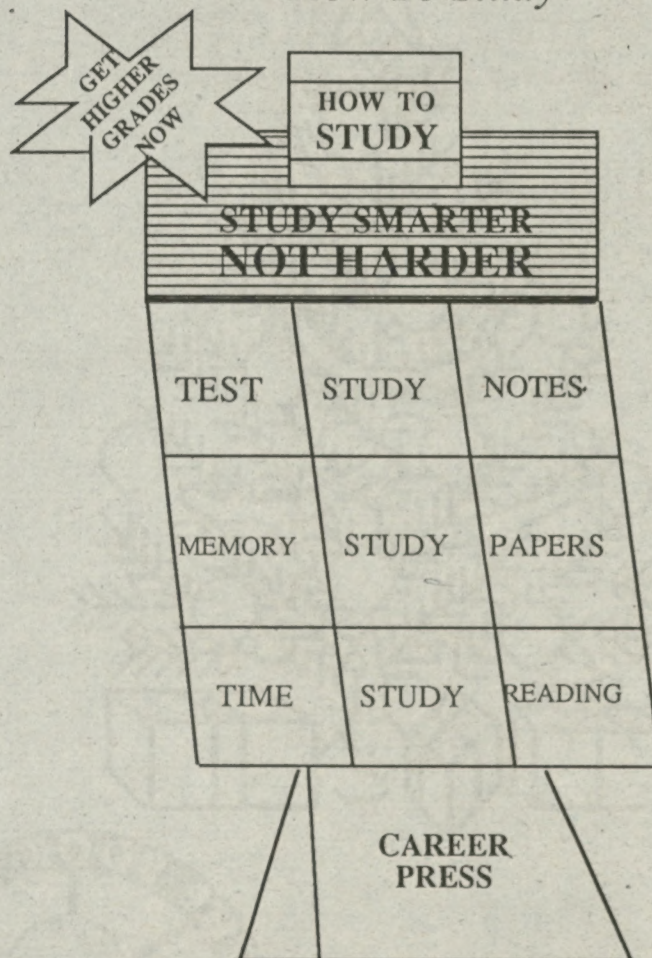 GET
HIGHER
GRADES
NOW
HOW TO
STUDY
STUDY SMARTER
NOT HARDER
TEST STUDY NOTES
MEMORY STUDY PAPERS
TIME STUDY READING
CAREER
PRESS